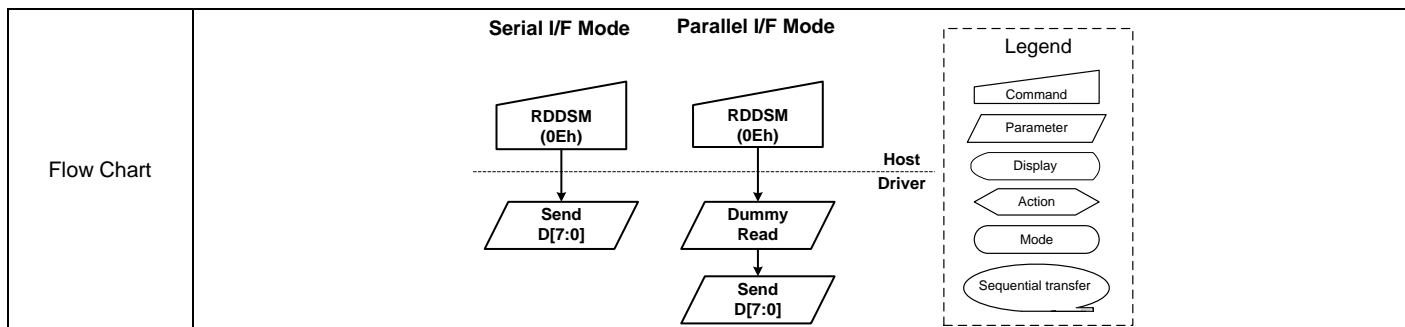 Flow Chart
Serial I/F Mode
RDDSM
(0Eh)
Send
D[7:0]
Parallel I/F Mode
RDDSM
(0Eh)
Dummy
Read
Send
D[7:0]
Host
Driver
Legend
Command
Parameter
Display
Action
Mode
Sequential transfer